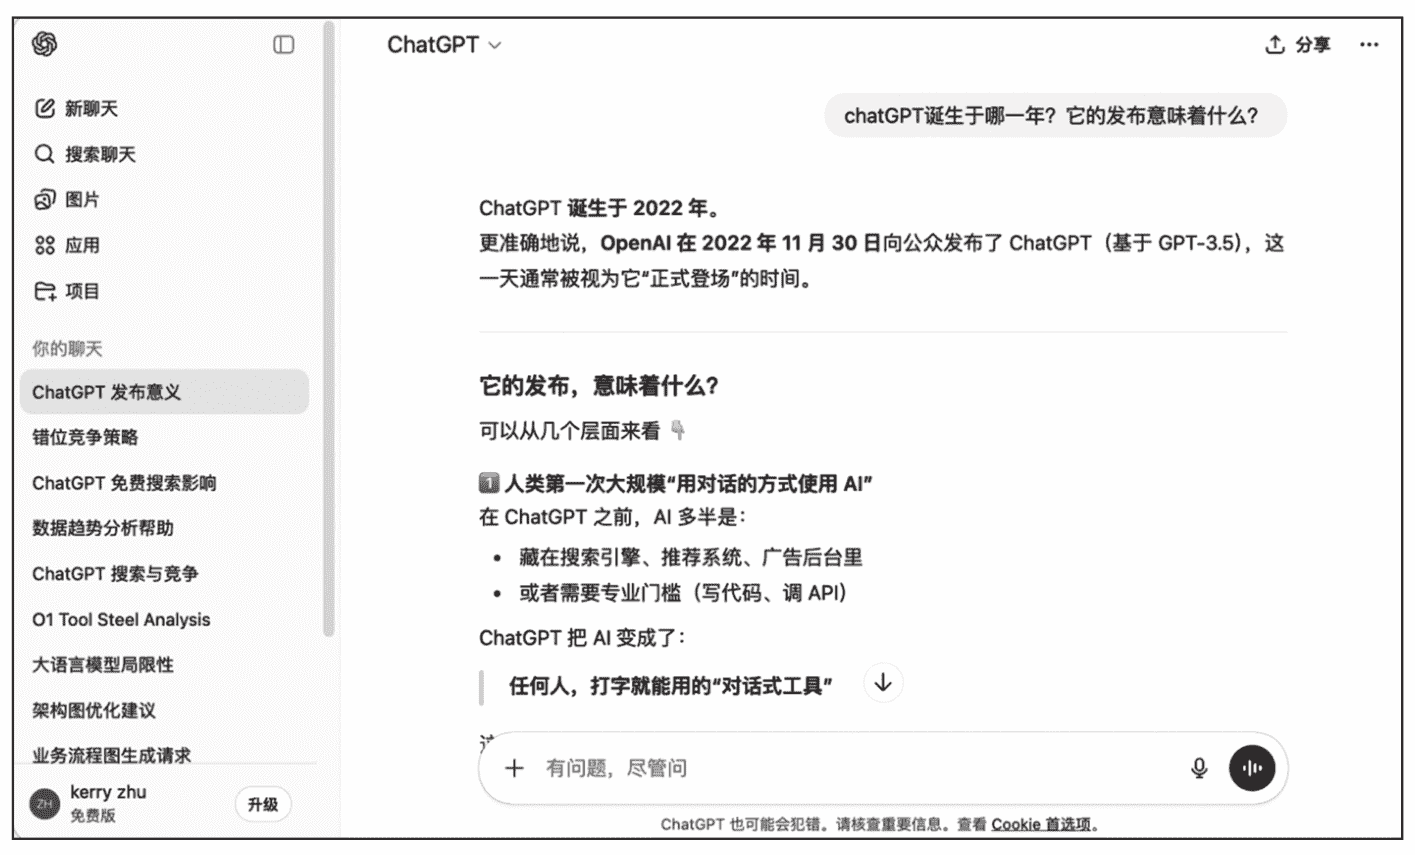 新聊天
搜索聊天
图片
应用
项目
你的聊天
ChatGPT 发布意义
错位竞争策略
ChatGPT 免费搜索影响
数据趋势分析帮助
ChatGPT 搜索与竞争
O1 Tool Steel Analysis
大语言模型局限性
架构图优化建议
业务流程图生成请求
ZH
kerry zhu
免费版
升级
ChatGPT
分享
chatGPT诞生于哪一年？它的发布意味着什么？
ChatGPT 诞生于 2022 年。
更准确地说，OpenAI 在 2022 年 11 月 30 日向公众发布了 ChatGPT（基于 GPT-3.5），这
一天通常被视为它“正式登场”的时间。
它的发布，意味着什么？
可以从几个层面来看 👇
1️⃣ 人类第一次大规模“用对话的方式使用 AI”
在 ChatGPT 之前，AI 多半是：
• 藏在搜索引擎、推荐系统、广告后台里
• 或者需要专业门槛（写代码、调 API）
ChatGPT 把 AI 变成了：
任何人，打字就能用的“对话式工具”
有问题，尽管问
ChatGPT 也可能会犯错。请核查重要信息。查看 Cookie 首选项。